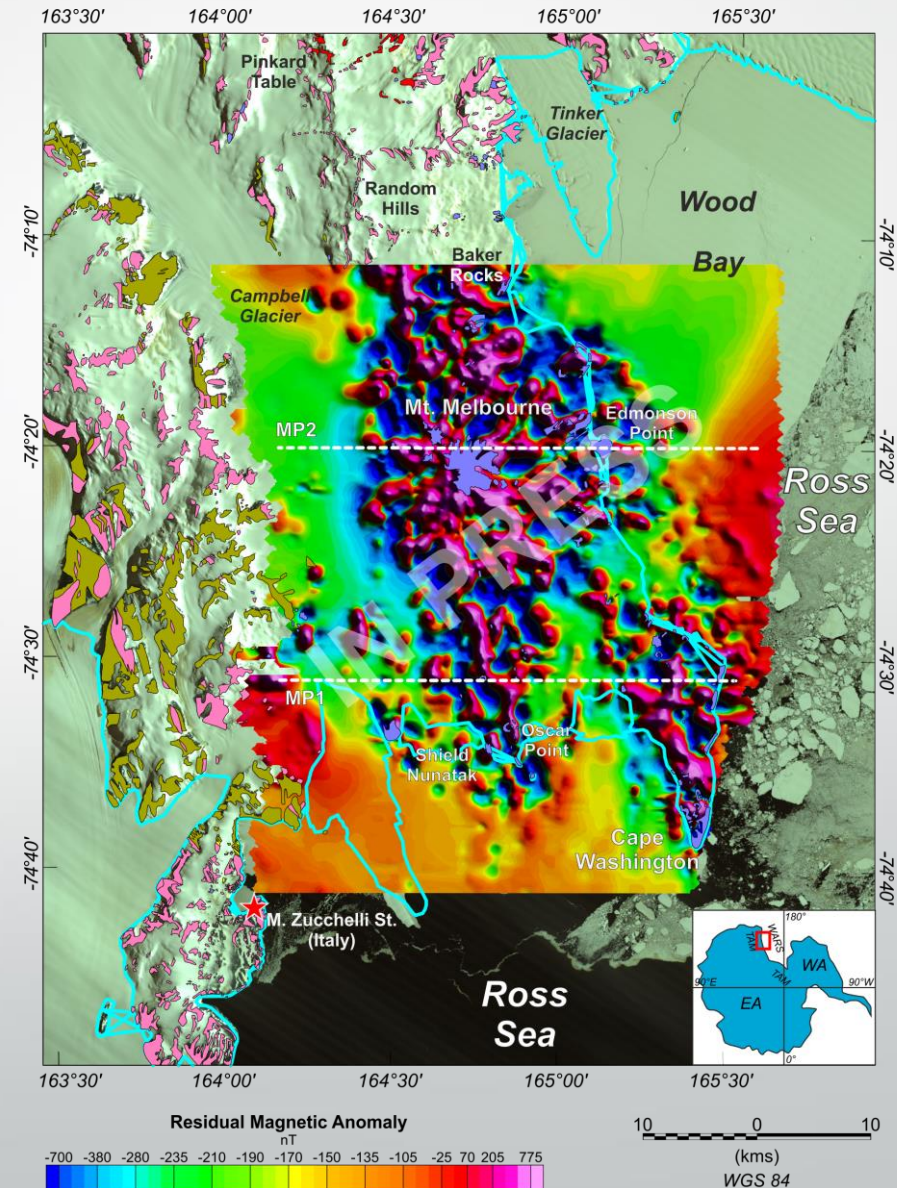 163°30' 164°00' 164°30' 165°00' 165°30'
Pinkard
Table
Tinker
Glacier
Random
Hills
Wood
Bay
-74°10' -74°10'
Baker
Rocks
Campbell
Glacier
Mt. Melbourne
Edmonson
Point
MP2
-74°20' -74°20'
Ross
Sea
IN PRESS
-74°30' -74°30'
MP1
Oscar
Point
Shield
Nunatak
Cape
Washington
-74°40' -74°40'
M. Zucchelli St.
(Italy)
Ross
Sea
180°
TAM
WARS
TAM
WA
90°E 90°W
EA
0°
163°30' 164°00' 164°30' 165°00' 165°30'
Residual Magnetic Anomaly
nT
-700 -380 -280 -235 -210 -190 -170 -150 -135 -105 -25 70 205 775
10 0 10
(kms)
WGS 84